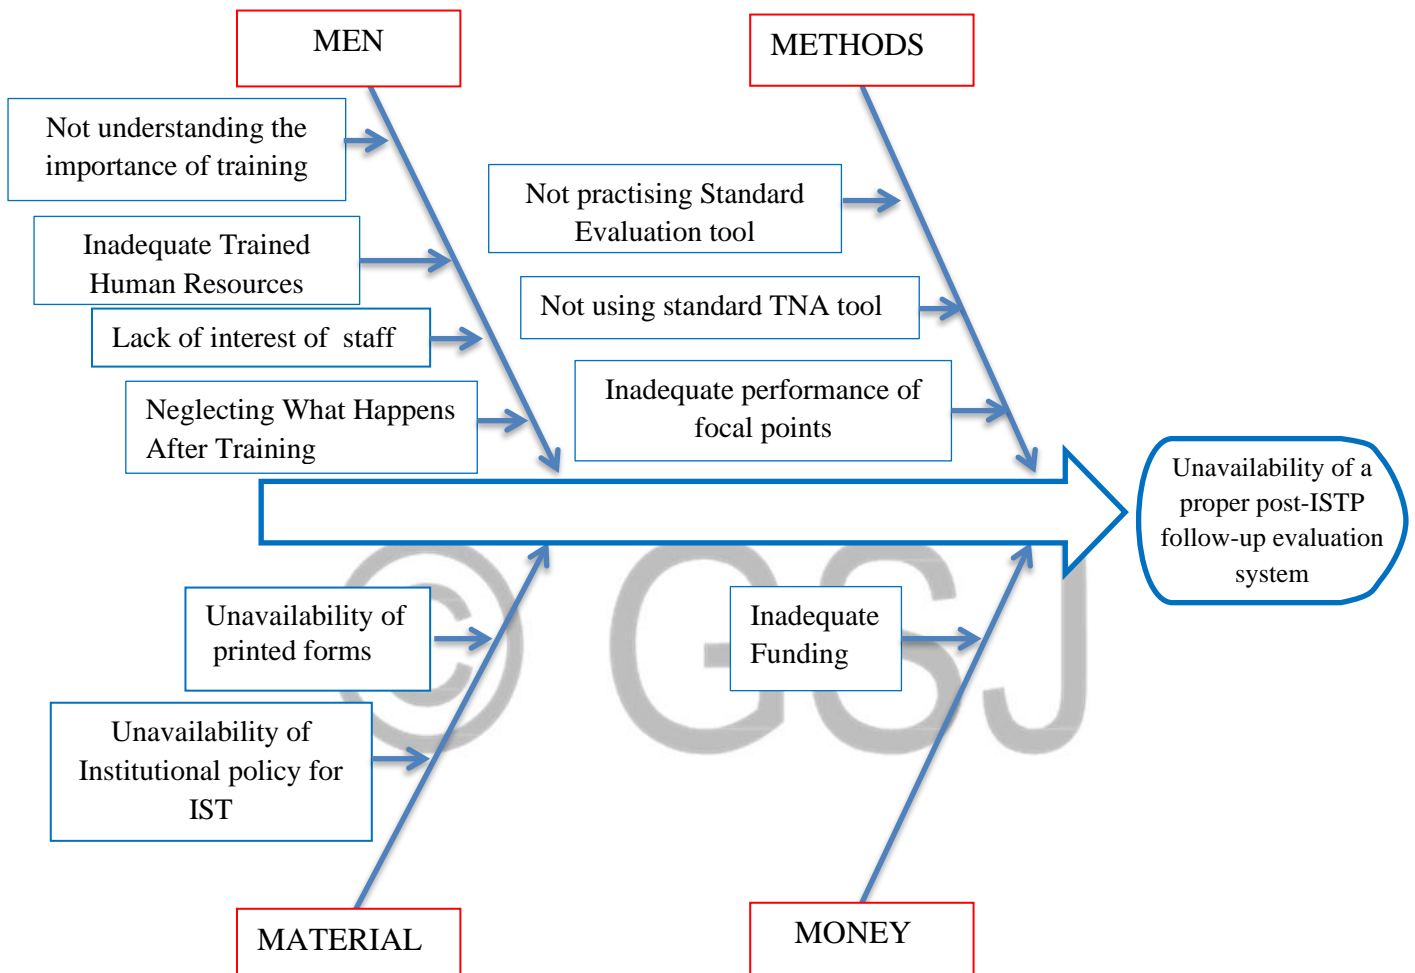 MEN
METHODS
Not understanding the
importance of training
Not practising Standard
Evaluation tool
Inadequate Trained
Human Resources
Not using standard TNA tool
Lack of interest of staff
Inadequate performance of
focal points
Neglecting What Happens
After Training
Unavailability of a
proper post-ISTP
follow-up evaluation
system
Unavailability of
printed forms
Inadequate
Funding
Unavailability of
Institutional policy for
IST
© GSJ
MATERIAL
MONEY